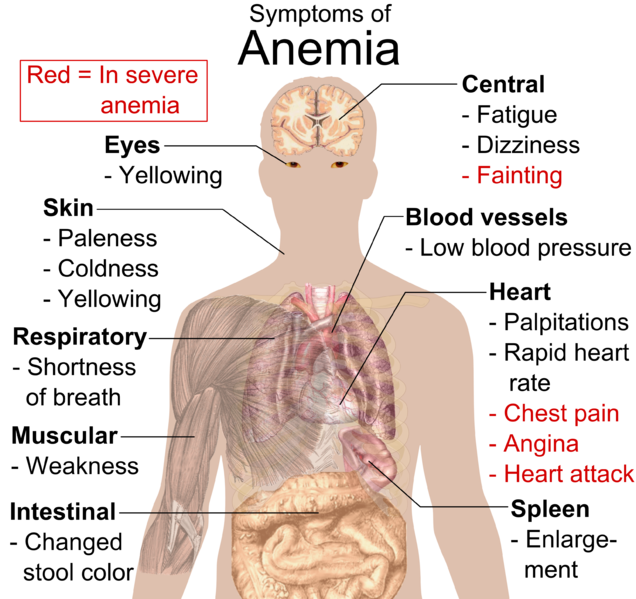 Symptoms of
Anemia
Red = In severe
anemia
Central
- Fatigue
- Dizziness
- Fainting
Eyes
- Yellowing
Skin
- Paleness
- Coldness
- Yellowing
Blood vessels
- Low blood pressure
Heart
- Palpitations
- Rapid heart
rate
- Chest pain
- Angina
- Heart attack
Respiratory
- Shortness
of breath
Muscular
- Weakness
Intestinal
- Changed
stool color
Spleen
- Enlarge-
ment